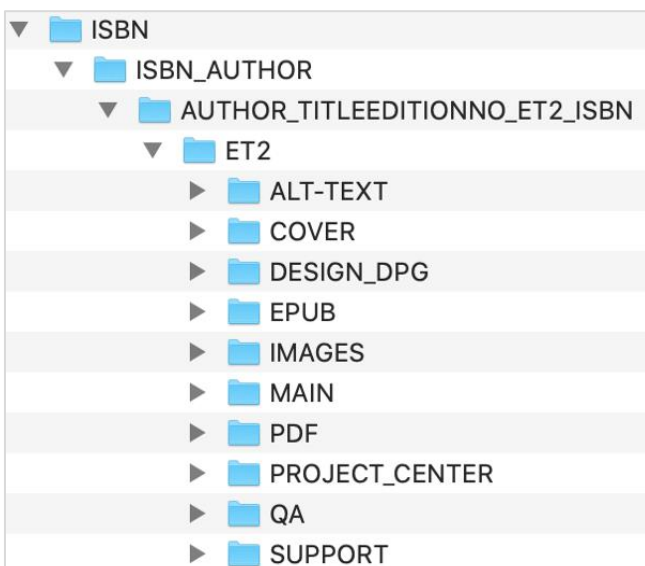 ISBN
ISBN_AUTHOR
AUTHOR_TITLEEDITIONNO_ET2_ISBN
ET2
ALT-TEXT
COVER
DESIGN_DPG
EPUB
IMAGES
MAIN
PDF
PROJECT_CENTER
QA
SUPPORT